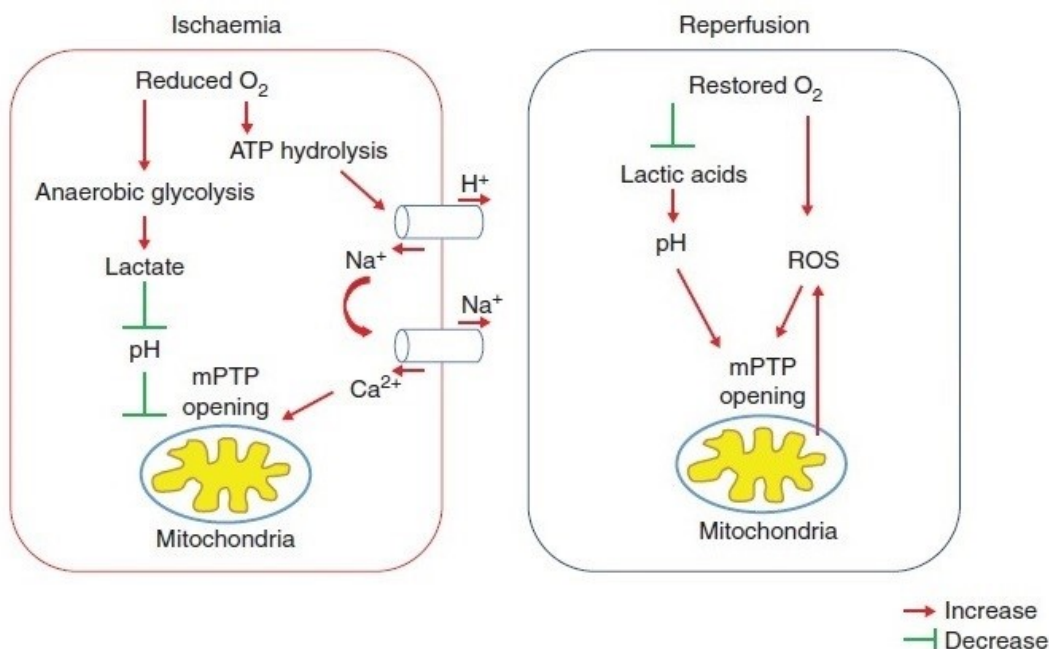 Ischaemia
Reduced O₂
ATP hydrolysis
Anaerobic glycolysis
H⁺
Lactate
Na⁺
Na⁺
pH
Ca²⁺
mPTP
opening
Mitochondria
Reperfusion
Restored O₂
Lactic acids
pH
ROS
mPTP
opening
Mitochondria
Increase
Decrease